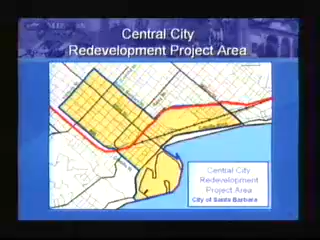 Central City
Redevelopment Project Area
Central City
Redevelopment
Project Area
City of Santa Barbara